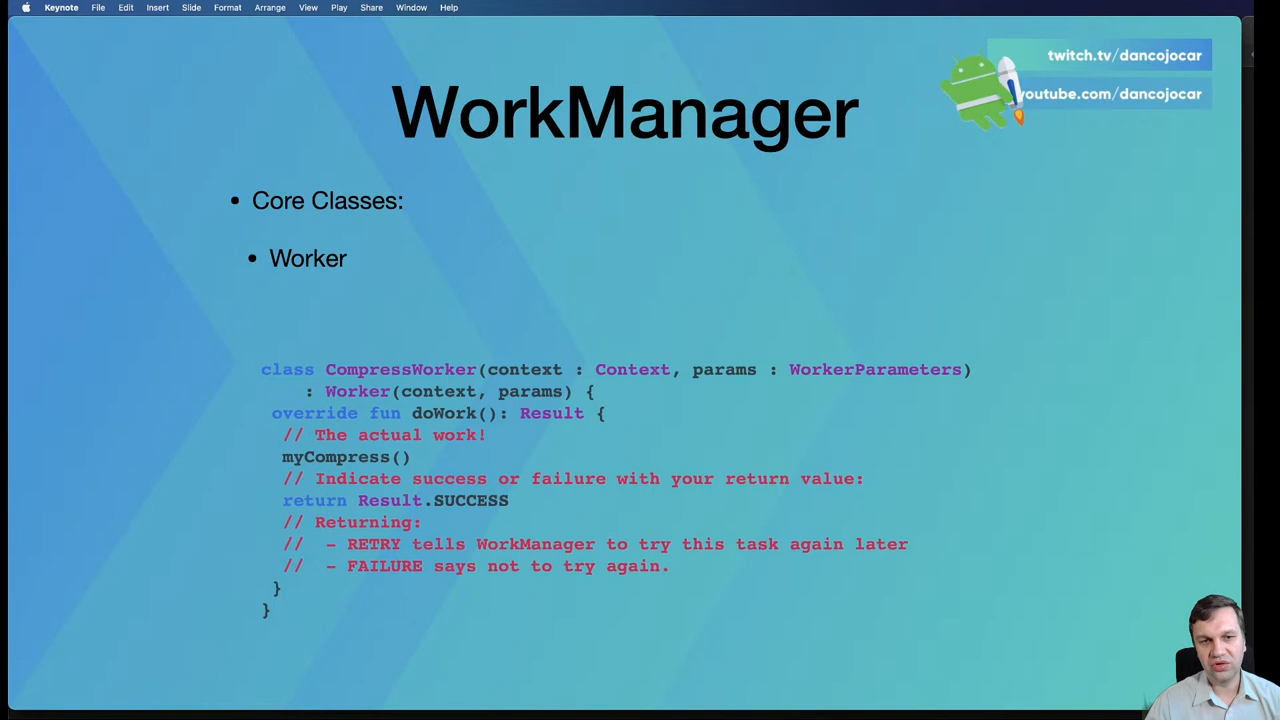 Keynote File Edit Insert Slide Format Arrange View Play Share Window Help
twitch.tv/dancojocar
youtube.com/dancojocar
WorkManager
• Core Classes:
• Worker
class CompressWorker(context : Context, params : WorkerParameters)
    : Worker(context, params) {
 override fun doWork(): Result {
  // The actual work!
  myCompress()
  // Indicate success or failure with your return value:
  return Result.SUCCESS
  // Returning:
  //  - RETRY tells WorkManager to try this task again later
  //  - FAILURE says not to try again.
 }
}